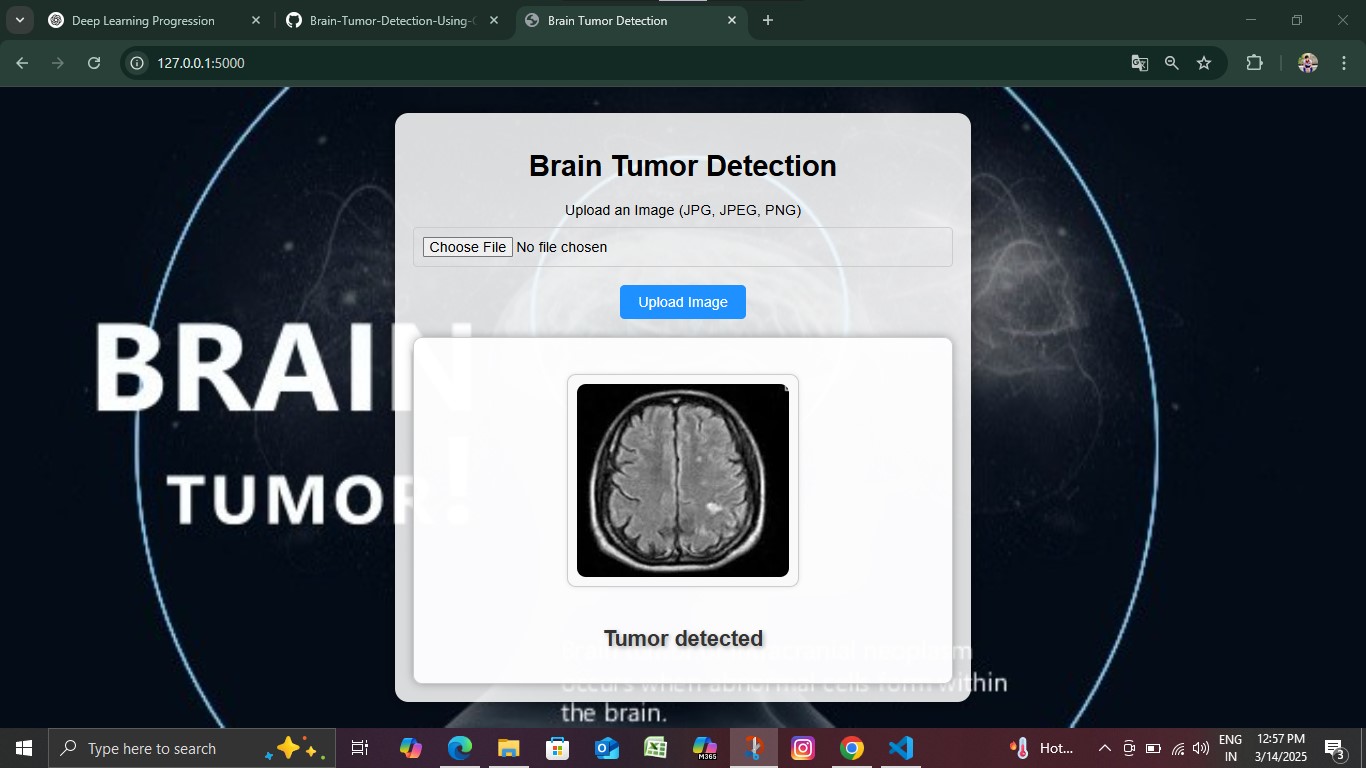 Deep Learning Progression
Brain-Tumor-Detection-Using-
Brain Tumor Detection
127.0.0.1:5000
Brain Tumor Detection
Upload an Image (JPG, JPEG, PNG)
Choose File No file chosen
Upload Image
BRAIN
TUMOR!
Tumor detected
occurs when abnormal cells form within
the brain.
Type here to search
M365
Hot...
ENG
IN
12:57 PM
3/14/2025
3